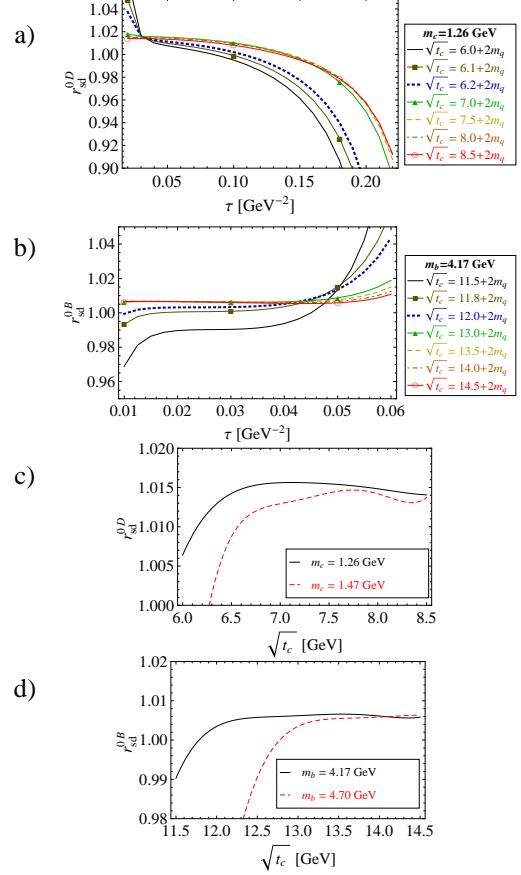 a)
1.04
1.02
1.00
0.98
0.96
0.94
0.92
0.90
r_sd^{0D}
0.05 0.10 0.15 0.20
τ [GeV⁻²]
m_c=1.26 GeV
√t_c = 6.0+2m_q
√t_c = 6.1+2m_q
√t_c = 6.2+2m_q
√t_c = 7.0+2m_q
√t_c = 7.5+2m_q
√t_c = 8.0+2m_q
√t_c = 8.5+2m_q
b)
1.04
1.02
1.00
0.98
0.96
r_sd^{0B}
0.01 0.02 0.03 0.04 0.05 0.06
τ [GeV⁻²]
m_b=4.17 GeV
√t_c = 11.5+2m_q
√t_c = 11.8+2m_q
√t_c = 12.0+2m_q
√t_c = 13.0+2m_q
√t_c = 13.5+2m_q
√t_c = 14.0+2m_q
√t_c = 14.5+2m_q
c)
1.020
1.015
1.010
1.005
1.000
r_sd^{0D}
m_c = 1.26 GeV
m_c = 1.47 GeV
6.0 6.5 7.0 7.5 8.0 8.5
√t_c [GeV]
d)
1.02
1.01
1.00
0.99
0.98
r_sd^{0B}
m_b = 4.17 GeV
m_b = 4.70 GeV
11.5 12.0 12.5 13.0 13.5 14.0 14.5
√t_c [GeV]